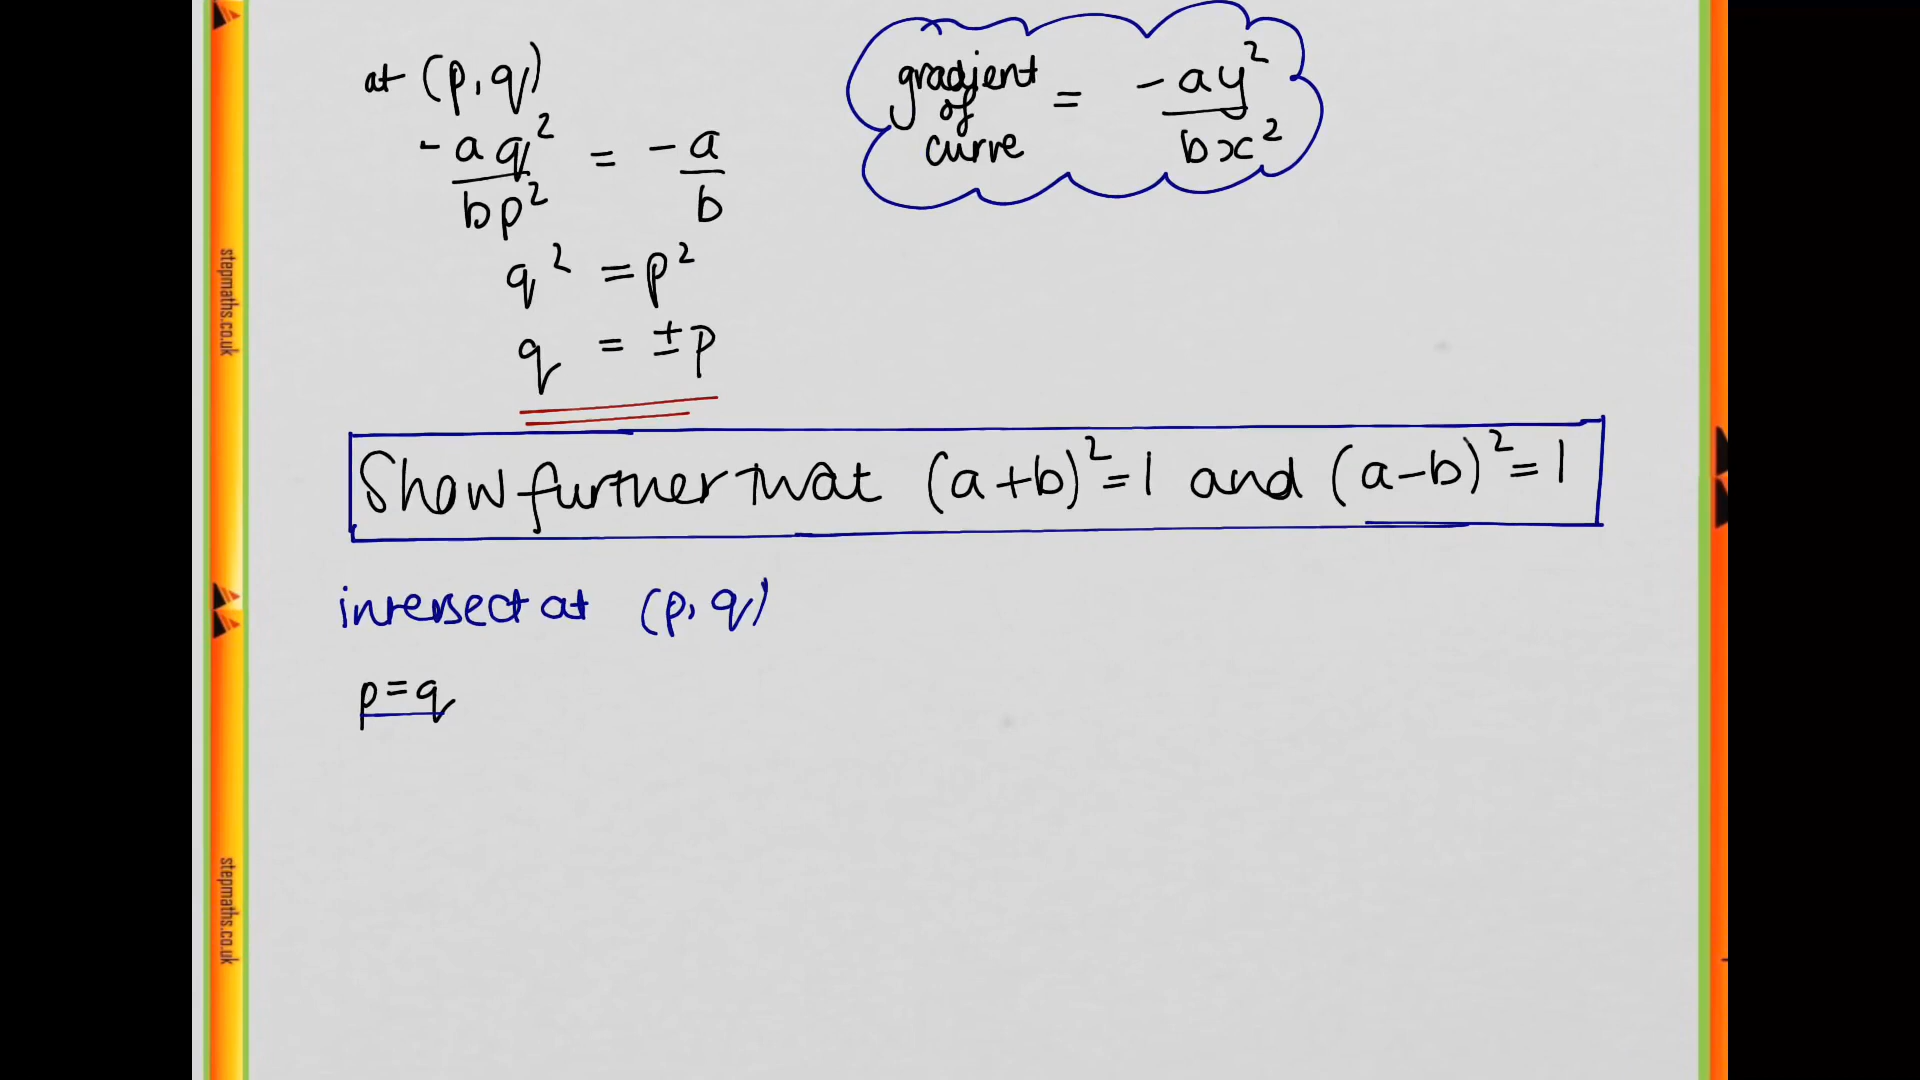 at (p, q)
-aq²/bp² = -a/b
q² = p²
q = ±p
gradient of curve = -ay²/bx²
Show further that (a+b)² = 1 and (a-b)² = 1
intersect at (p, q)
p = q
stepmaths.co.uk
stepmaths.co.uk